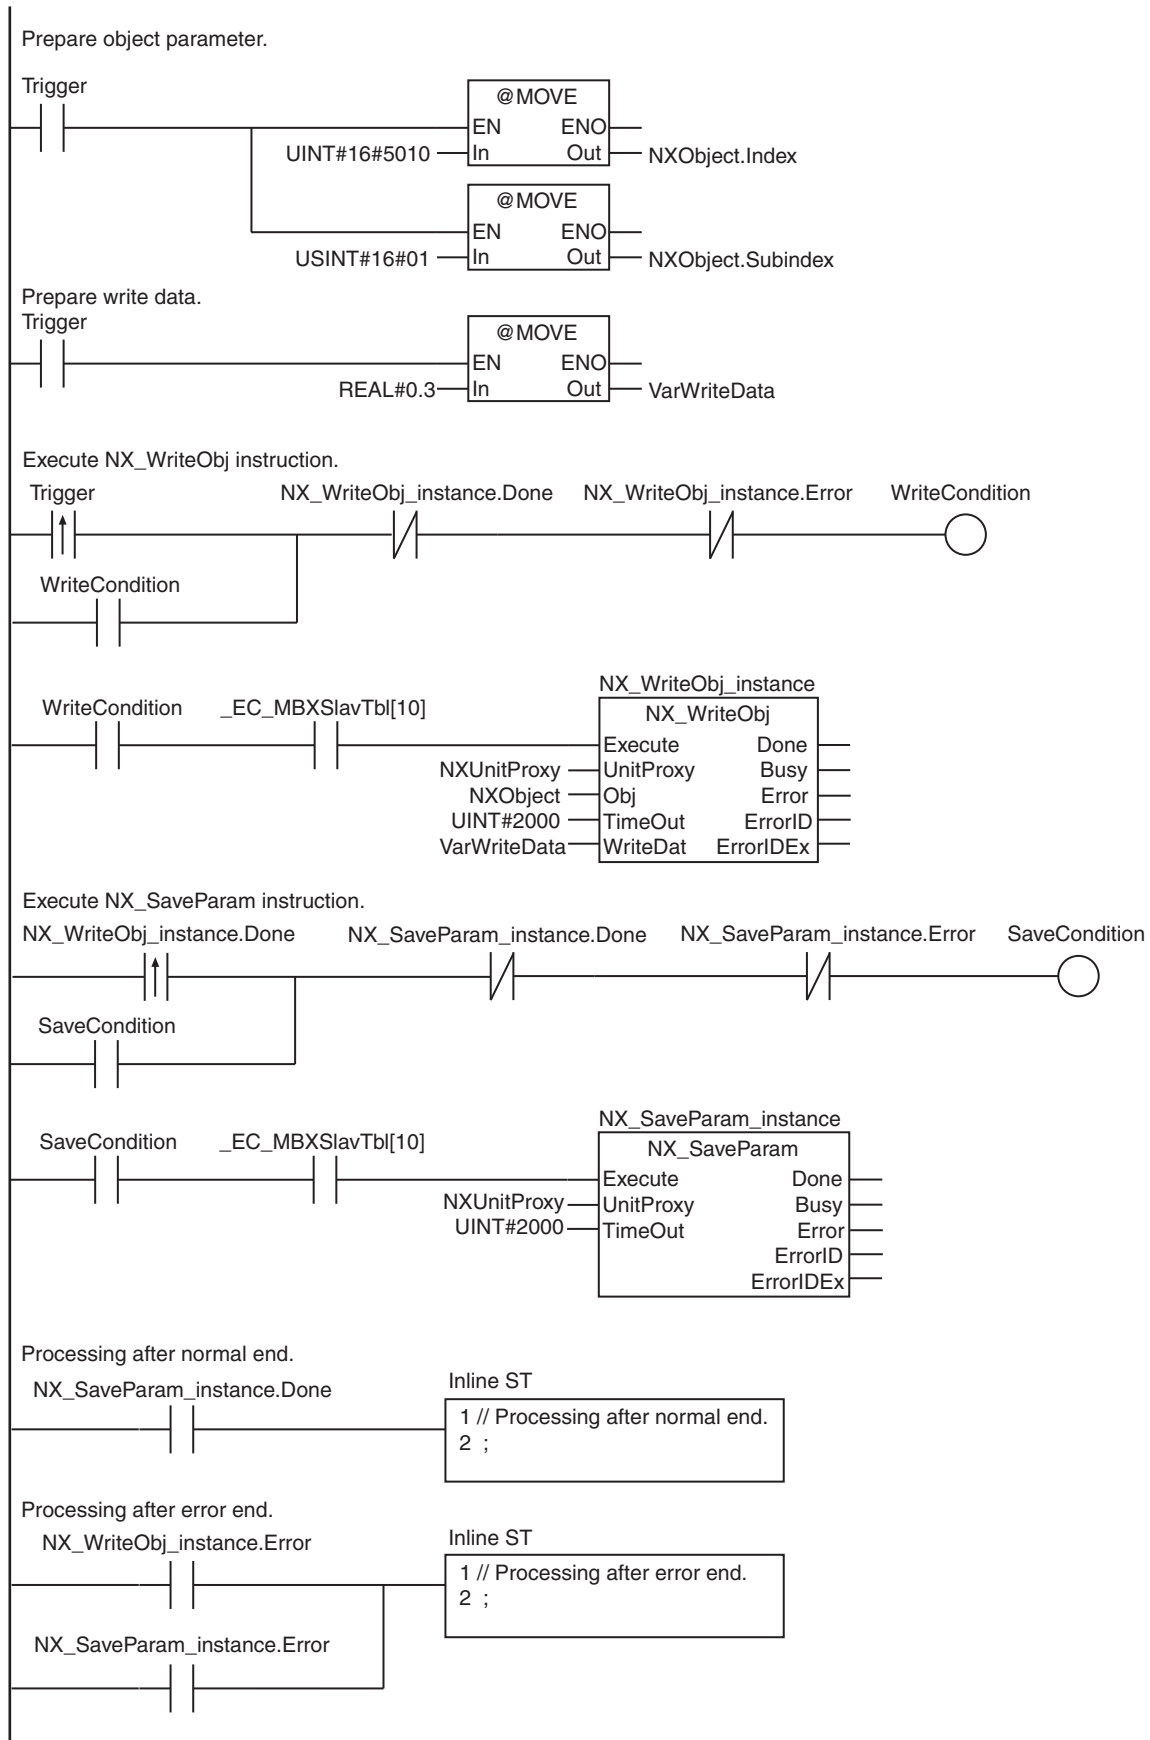 Prepare object parameter.
Trigger
@MOVE
EN ENO
UINT#16#5010 In Out NXObject.Index
@MOVE
EN ENO
USINT#16#01 In Out NXObject.Subindex
Prepare write data.
Trigger
@MOVE
EN ENO
REAL#0.3 In Out VarWriteData
Execute NX_WriteObj instruction.
Trigger NX_WriteObj_instance.Done NX_WriteObj_instance.Error WriteCondition
WriteCondition
NX_WriteObj_instance
WriteCondition _EC_MBXSlavTbl[10] NX_WriteObj
Execute Done
NXUnitProxy UnitProxy Busy
NXObject Obj Error
UINT#2000 TimeOut ErrorID
VarWriteData WriteDat ErrorIDEx
Execute NX_SaveParam instruction.
NX_WriteObj_instance.Done NX_SaveParam_instance.Done NX_SaveParam_instance.Error SaveCondition
SaveCondition
NX_SaveParam_instance
SaveCondition _EC_MBXSlavTbl[10] NX_SaveParam
Execute Done
NXUnitProxy UnitProxy Busy
UINT#2000 TimeOut Error
ErrorID
ErrorIDEx
Processing after normal end.
NX_SaveParam_instance.Done Inline ST
1 // Processing after normal end.
2 ;
Processing after error end.
NX_WriteObj_instance.Error Inline ST
1 // Processing after error end.
2 ;
NX_SaveParam_instance.Error